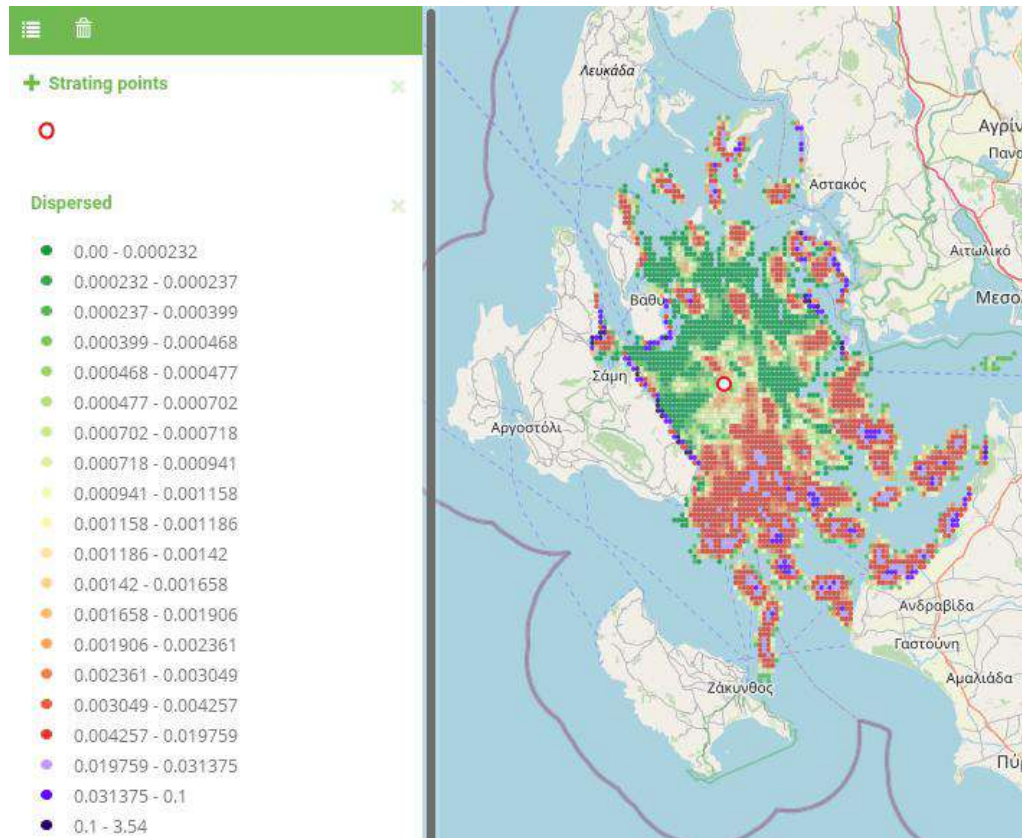 Strating points
Dispersed
0.00 - 0.000232
0.000232 - 0.000237
0.000237 - 0.000399
0.000399 - 0.000468
0.000468 - 0.000477
0.000477 - 0.000702
0.000702 - 0.000718
0.000718 - 0.000941
0.000941 - 0.001158
0.001158 - 0.001186
0.001186 - 0.00142
0.00142 - 0.001658
0.001658 - 0.001906
0.001906 - 0.002361
0.002361 - 0.003049
0.003049 - 0.004257
0.004257 - 0.019759
0.019759 - 0.031375
0.031375 - 0.1
0.1 - 3.54
Λευκάδα
Αγρίν
Πανα
Αστακός
Αιτωλικό
Μεσολ
Βαθύ
Σάμη
Αργοστόλι
Ανδραβίδα
Γαστούνη
Αμαλιάδα
Ζάκυνθος
Πύρ